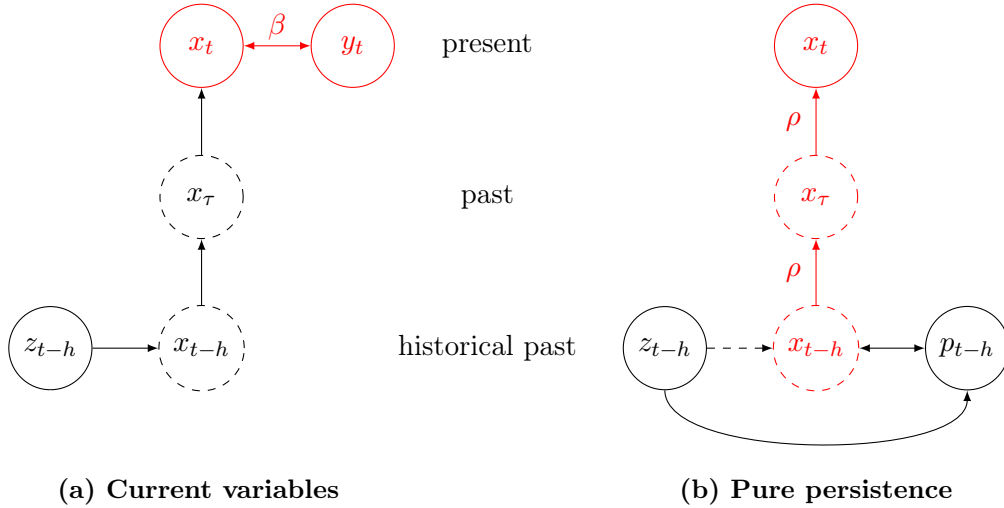 x_t β y_t present x_t
ρ
x_τ past x_τ
ρ
z_{t−h} x_{t−h} historical past z_{t−h} x_{t−h} p_{t−h}
(a) Current variables (b) Pure persistence